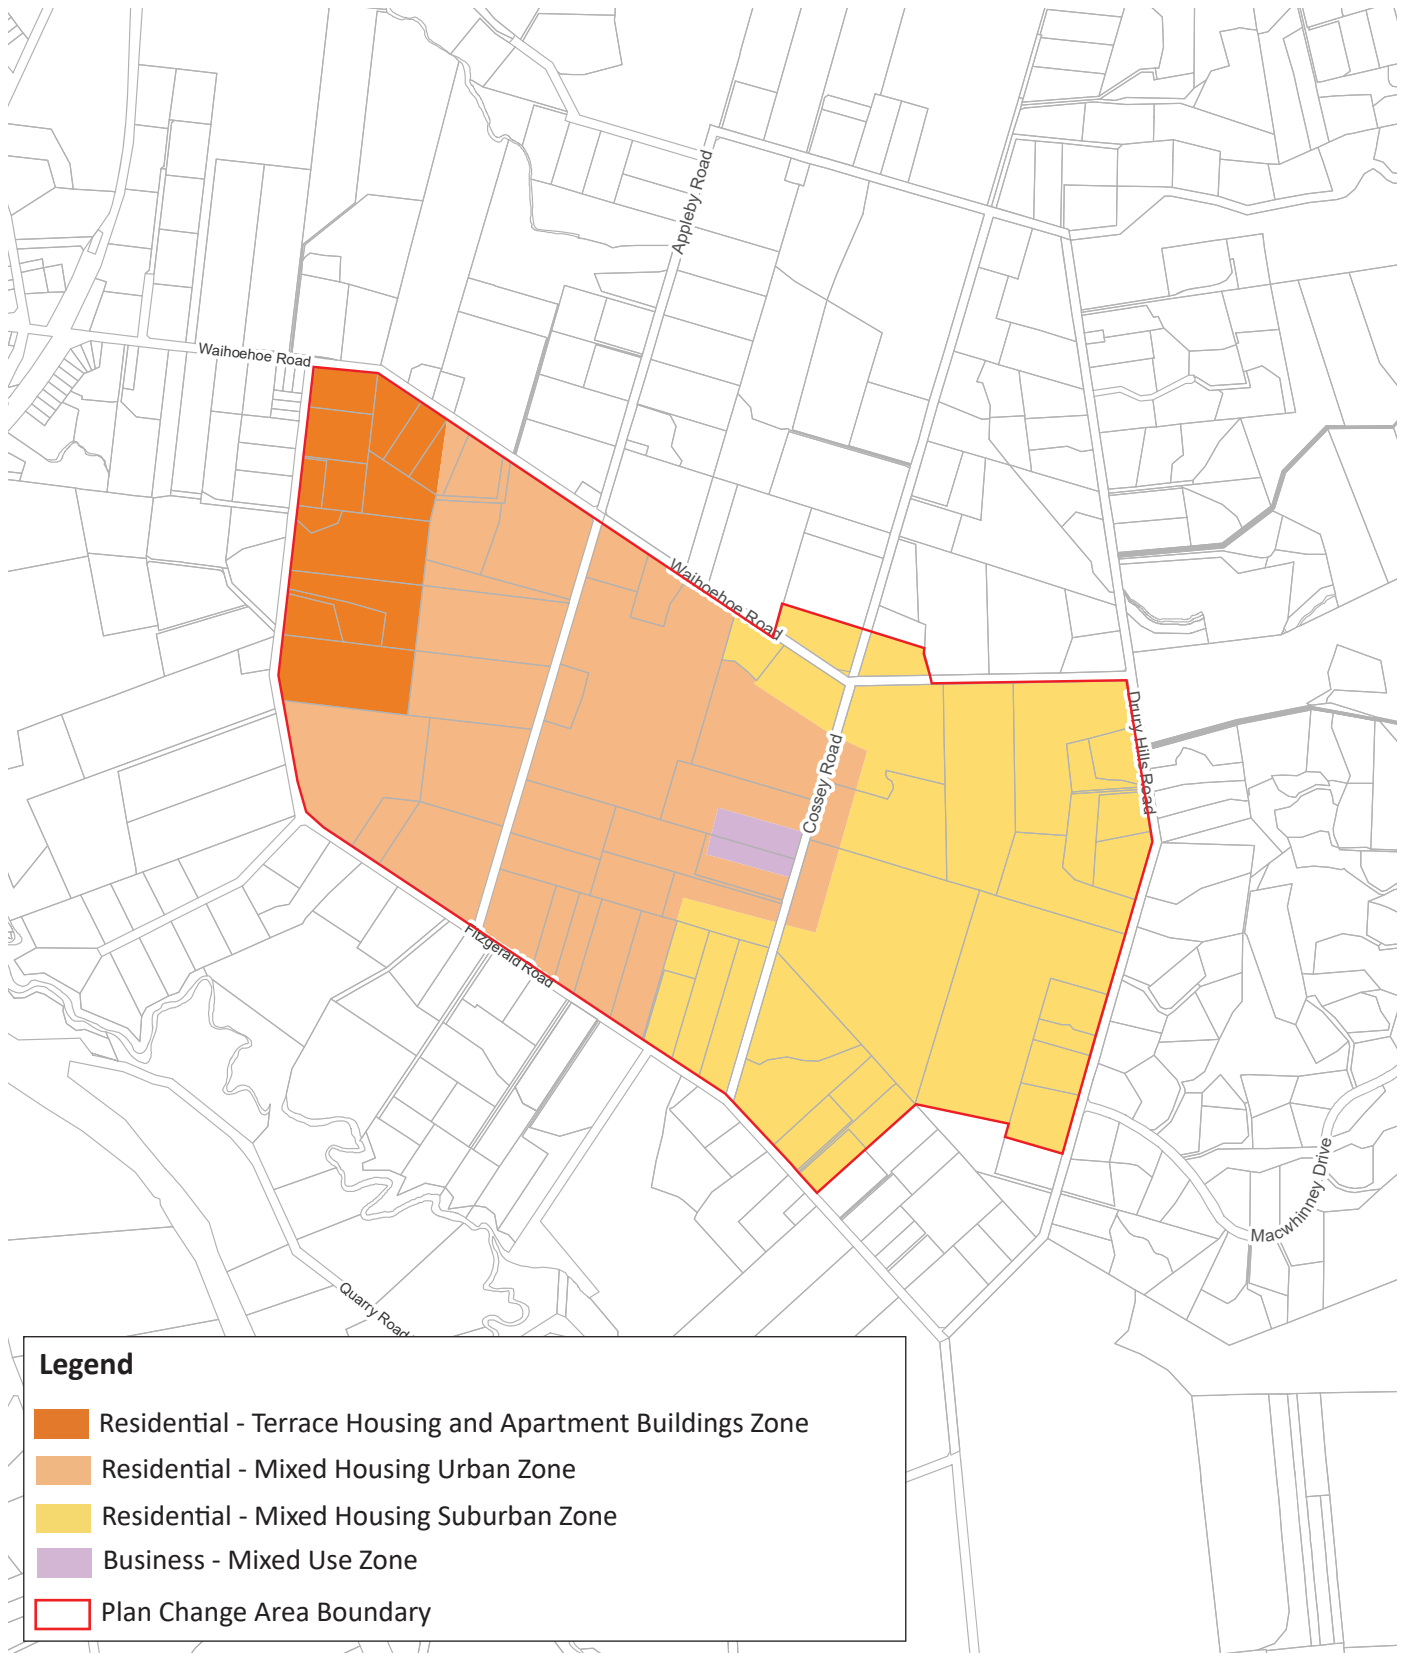 Appleby Road
Waihoehoe Road
Waihoehoe Road
Drury Hills Road
Cossey Road
Fitzgerald Road
Macwhinney Drive
Quarry Road
Legend
Residential - Terrace Housing and Apartment Buildings Zone
Residential - Mixed Housing Urban Zone
Residential - Mixed Housing Suburban Zone
Business - Mixed Use Zone
Plan Change Area Boundary